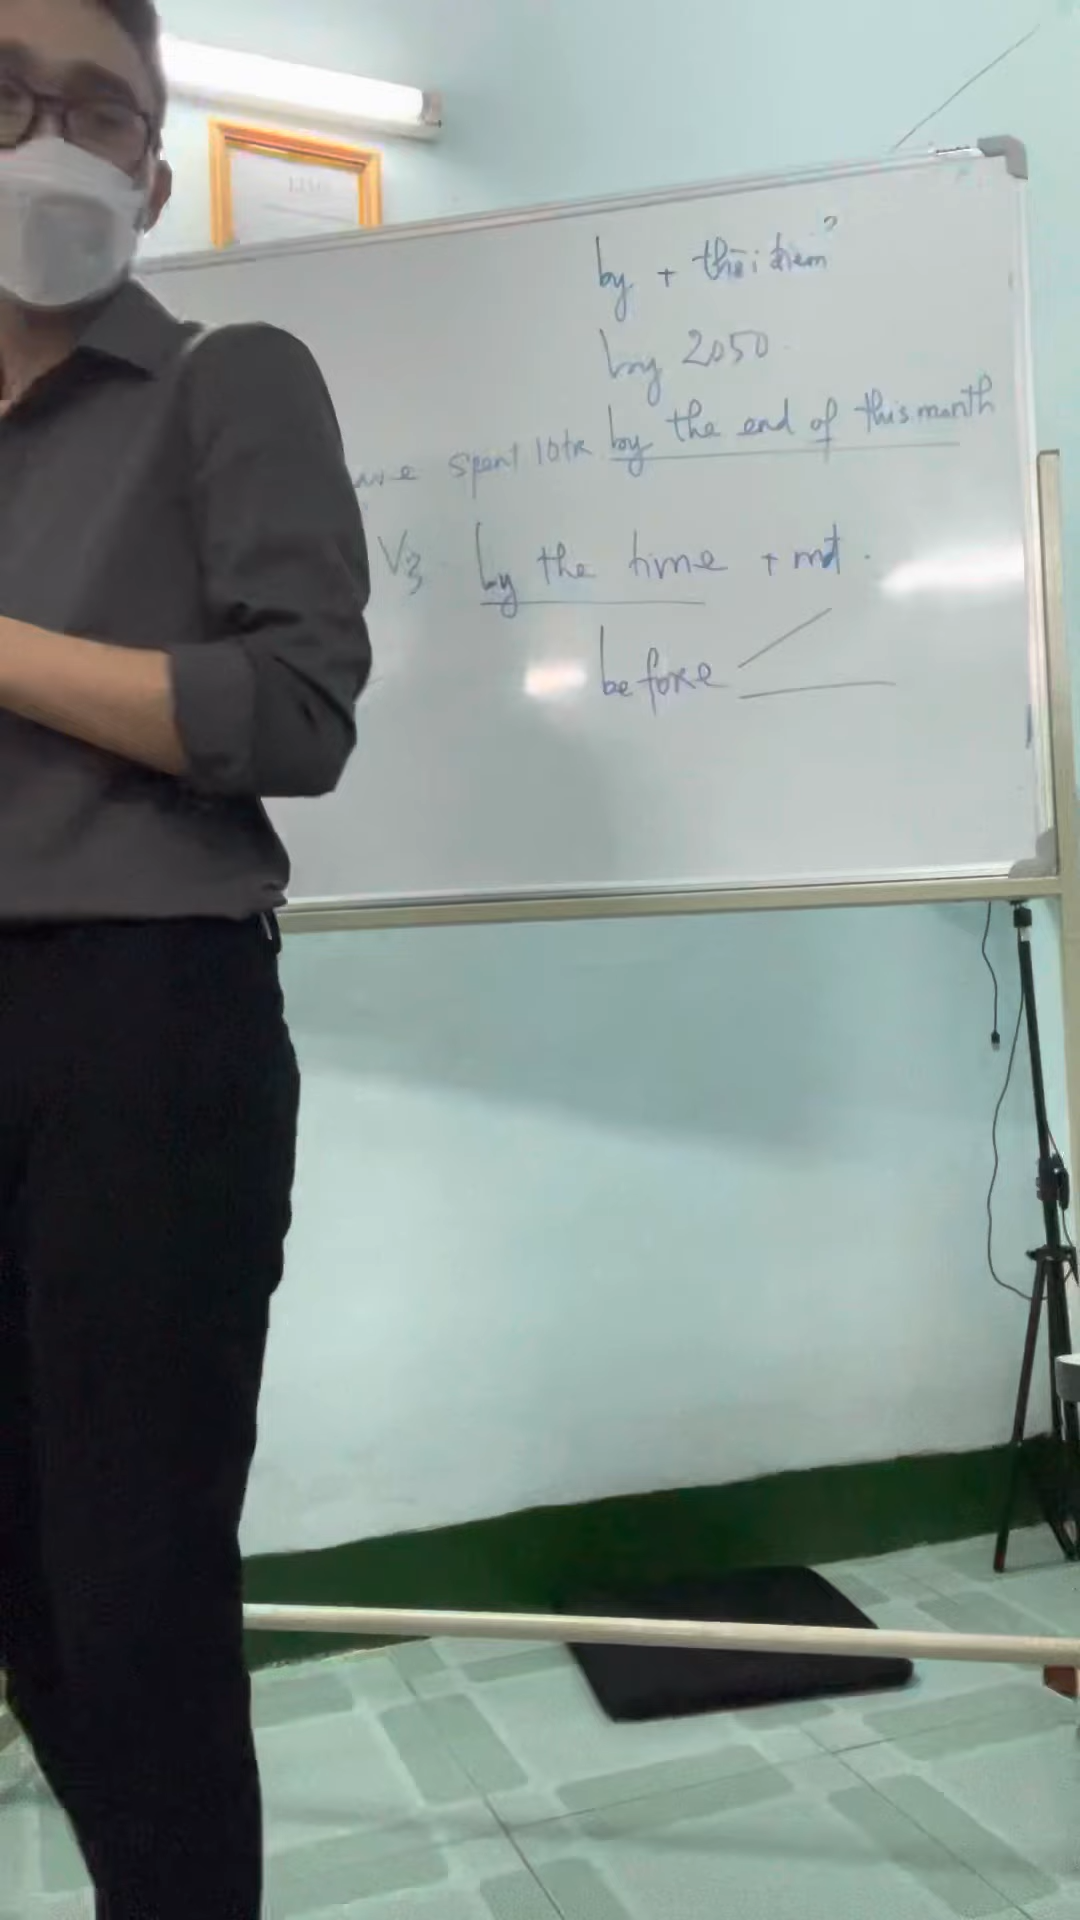 by + thời điểm
by 2050
ave spent 10tr by the end of this month
V3 by the time + mđ.
before